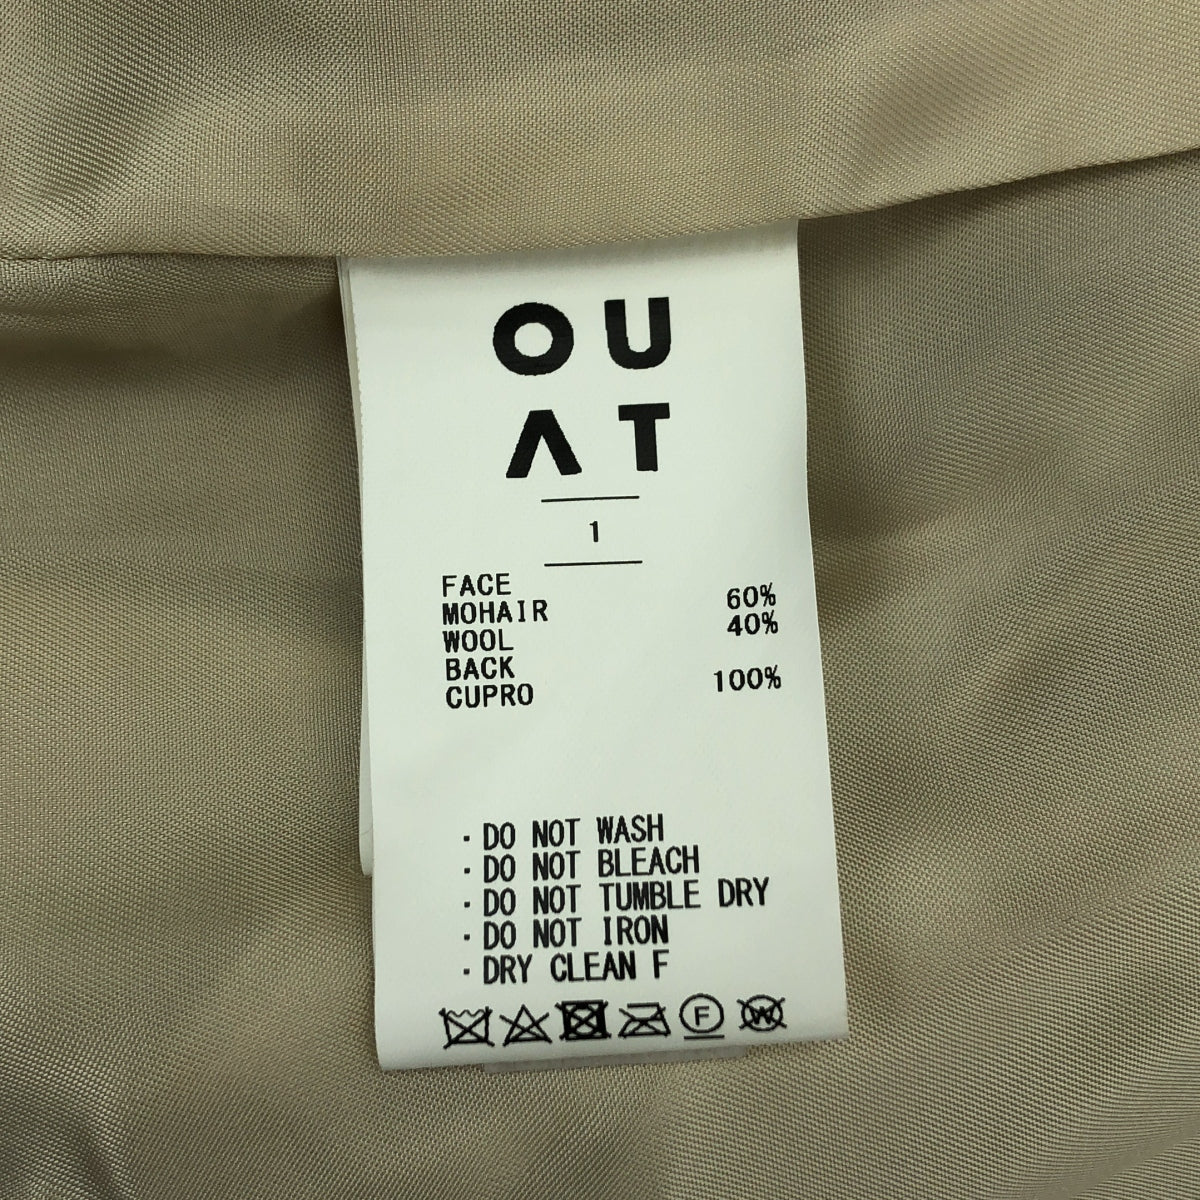 OU
AT
1
FACE
MOHAIR 60%
WOOL 40%
BACK
CUPRO 100%
· DO NOT WASH
· DO NOT BLEACH
· DO NOT TUMBLE DRY
· DO NOT IRON
· DRY CLEAN F
F W